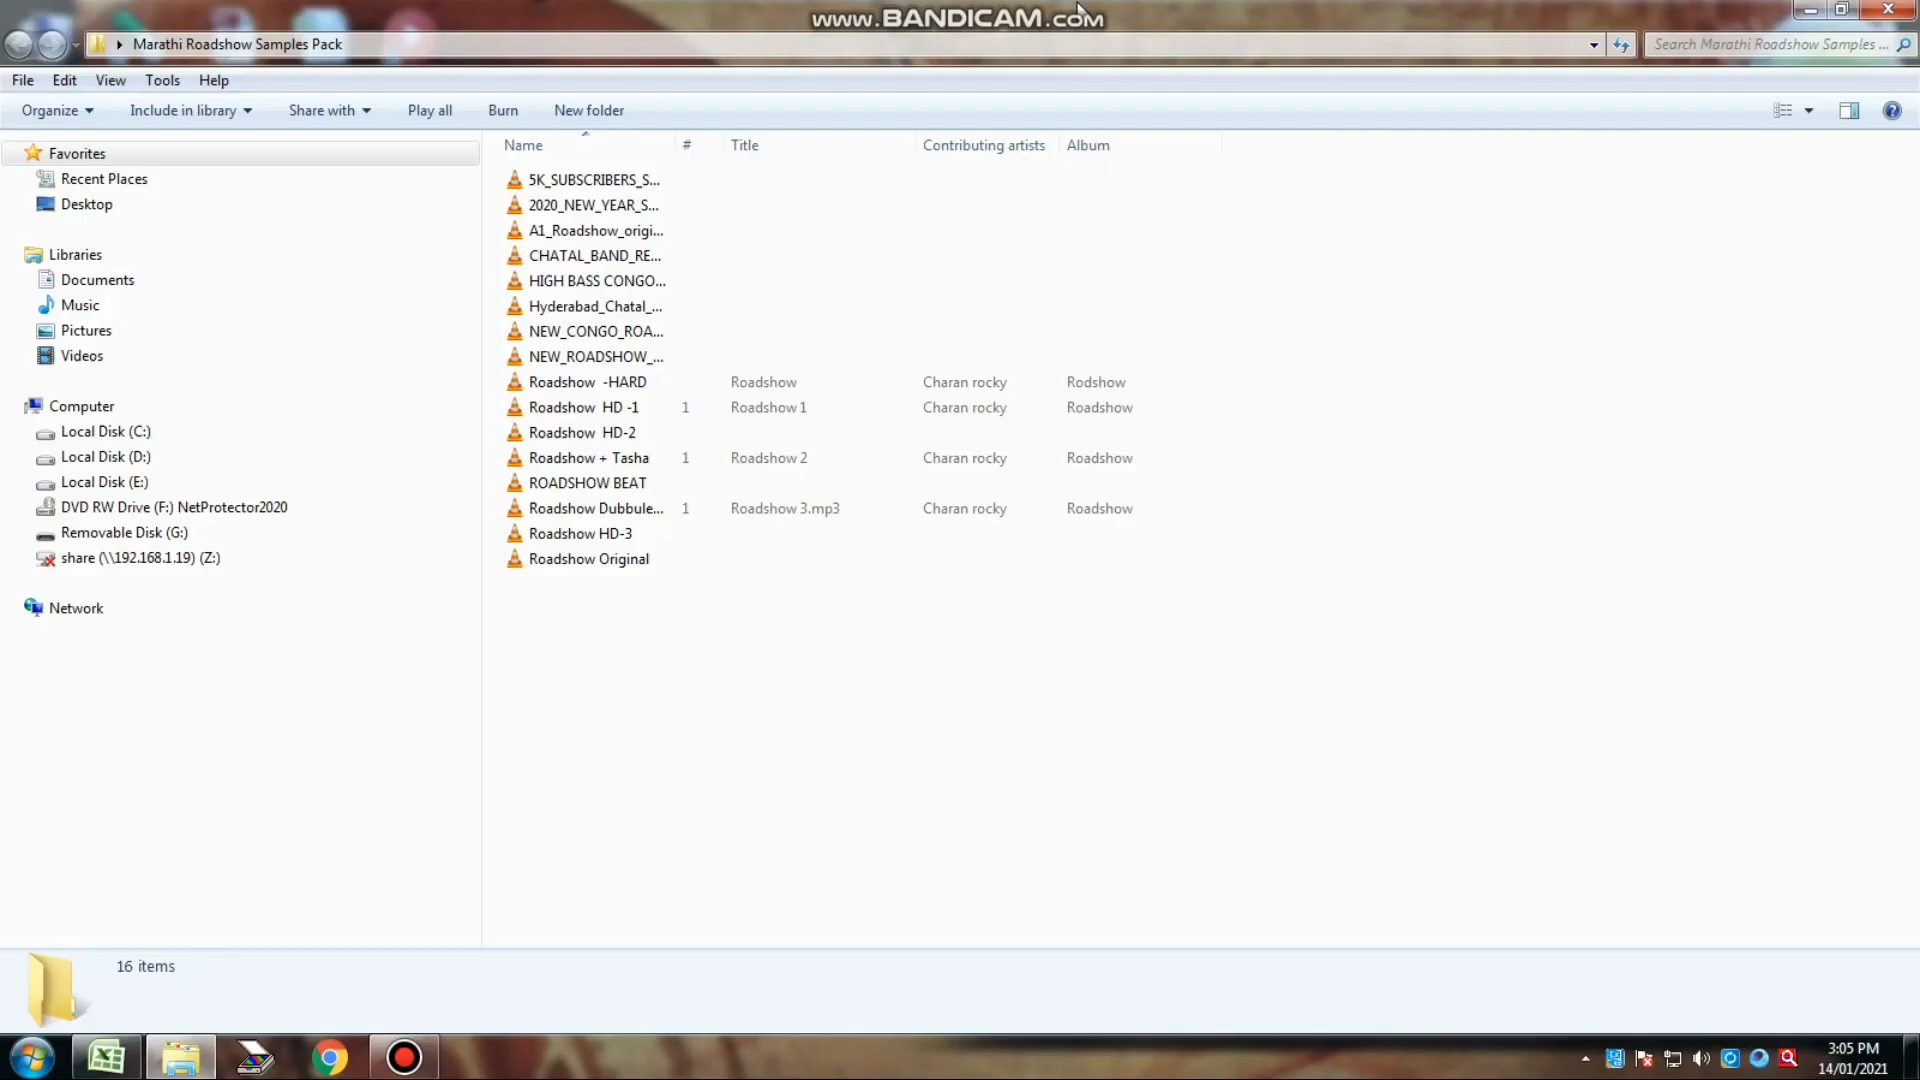 www.BANDICAM.com
Marathi Roadshow Samples Pack
Search Marathi Roadshow Samples ...
File Edit View Tools Help
Organize Include in library Share with Play all Burn New folder
Name # Title Contributing artists Album
Favorites
Recent Places
Desktop
Libraries
Documents
Music
Pictures
Videos
Computer
Local Disk (C:)
Local Disk (D:)
Local Disk (E:)
DVD RW Drive (F:) NetProtector2020
Removable Disk (G:)
share (\\192.168.1.19) (Z:)
Network
5K_SUBSCRIBERS_S...
2020_NEW_YEAR_S...
A1_Roadshow_origi...
CHATAL_BAND_RE...
HIGH BASS CONGO...
Hyderabad_Chatal_...
NEW_CONGO_ROA...
NEW_ROADSHOW_...
Roadshow -HARD Roadshow Charan rocky Rodshow
Roadshow HD -1 1 Roadshow 1 Charan rocky Roadshow
Roadshow HD-2
Roadshow + Tasha 1 Roadshow 2 Charan rocky Roadshow
ROADSHOW BEAT
Roadshow Dubbule... 1 Roadshow 3.mp3 Charan rocky Roadshow
Roadshow HD-3
Roadshow Original
16 items
3:05 PM
14/01/2021